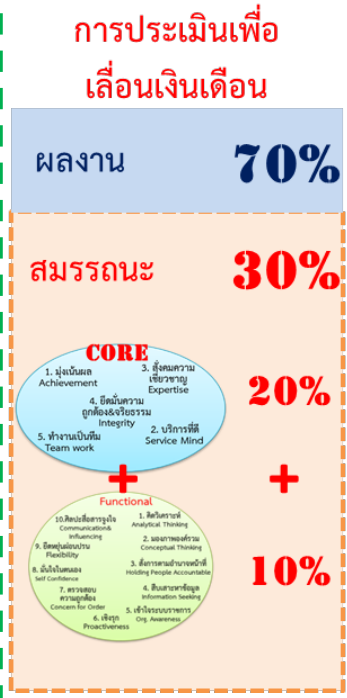 การประเมินเพื่อ
เลื่อนเงินเดือน
ผลงาน 70%
สมรรถนะ 30%
CORE
1. มุ่งเน้นผล
Achievement
3. สั่งคมความ
เชี่ยวชาญ
Expertise
4. ยึดมั่นความ
ถูกต้อง&จริยธรรม
Integrity
5. ทำงานเป็นทีม
Team work
2. บริการที่ดี
Service Mind
20%
+ +
Functional
10.ศิลปะสื่อสารจูงใจ
Communication&
Influencing
1. คิดวิเคราะห์
Analytical Thinking
9. ยืดหยุ่นผ่อนปรน
Flexibility
2. มองภาพองค์รวม
Conceptual Thinking
8. มั่นใจในตนเอง
Self Confidence
3. สั่งการตามอำนาจหน้าที่
Holding People Accountable
7. ตรวจสอบ
ความถูกต้อง
Concern for Order
4. สืบเสาะหาข้อมูล
Information Seeking
6. เชิงรุก
Proactiveness
5. เข้าใจระบบราชการ
Org. Awareness
10%